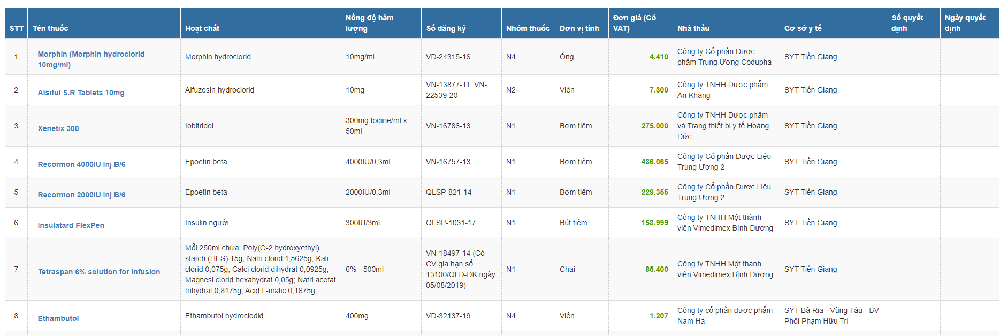 STT
Tên thuốc
Hoạt chất
Nồng độ hàm
lượng
Số đăng ký
Nhóm thuốc
Đơn vị tính
Đơn giá (Có
VAT)
Nhà thầu
Cơ sở y tế
Số quyết
định
Ngày quyết
định
1
Morphin (Morphin hydroclorid
10mg/ml)
Morphin hydroclorid
10mg/ml
VD-24315-16
N4
Ống
4.410
Công ty Cổ phần Dược
phẩm Trung Ương Codupha
SYT Tiền Giang
2
Alsiful S.R Tablets 10mg
Alfuzosin hydroclorid
10mg
VN-13877-11; VN-
22539-20
N2
Viên
7.300
Công ty TNHH Dược phẩm
An Khang
SYT Tiền Giang
3
Xenetix 300
Iobitridol
300mg Iodine/ml x
50ml
VN-16786-13
N1
Bơm tiêm
275.000
Công ty TNHH Dược phẩm
và Trang thiết bị y tế Hoàng
Đức
SYT Tiền Giang
4
Recormon 4000IU Inj B/6
Epoetin beta
4000IU/0,3ml
VN-16757-13
N1
Bơm tiêm
436.065
Công ty Cổ phần Dược Liệu
Trung Ương 2
SYT Tiền Giang
5
Recormon 2000IU Inj B/6
Epoetin beta
2000IU/0,3ml
QLSP-821-14
N1
Bơm tiêm
229.355
Công ty Cổ phần Dược Liệu
Trung Ương 2
SYT Tiền Giang
6
Insulatard FlexPen
Insulin người
300IU/3ml
QLSP-1031-17
N1
Bút tiêm
153.999
Công ty TNHH Một thành
viên Vimedimex Bình Dương
SYT Tiền Giang
7
Tetraspan 6% solution for infusion
Mỗi 250ml chứa: Poly(O-2 hydroxyethyl)
starch (HES) 15g; Natri clorid 1,5625g; Kali
clorid 0,075g; Calci clorid dihydrat 0,0925g;
Magnesi clorid hexahydrat 0,05g; Natri acetat
trihydrat 0,8175g; Acid L-malic 0,1675g
6% - 500ml
VN-18497-14 (Có
CV gia hạn số
13100/QLD-ĐK ngày
05/08/2019)
N1
Chai
85.400
Công ty TNHH Một thành
viên Vimedimex Bình Dương
SYT Tiền Giang
8
Ethambutol
Ethambutol hydroclodid
400mg
VD-32137-19
N4
Viên
1.207
Công ty cổ phần dược phẩm
Nam Hà
SYT Bà Rịa - Vũng Tàu - BV
Phổi Phạm Hữu Trí